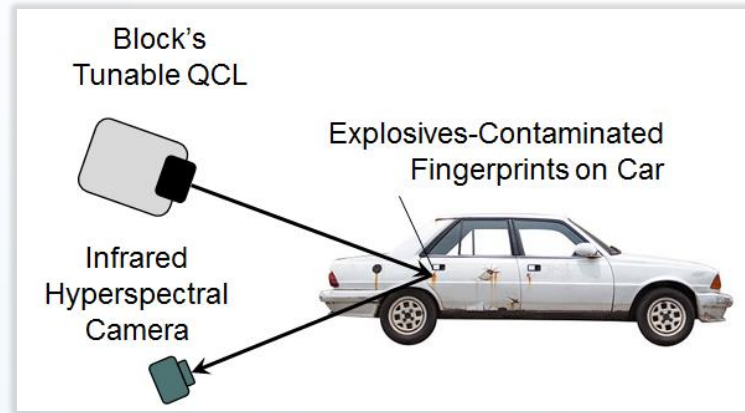 Block's
Tunable QCL
Explosives-Contaminated
Fingerprints on Car
Infrared
Hyperspectral
Camera